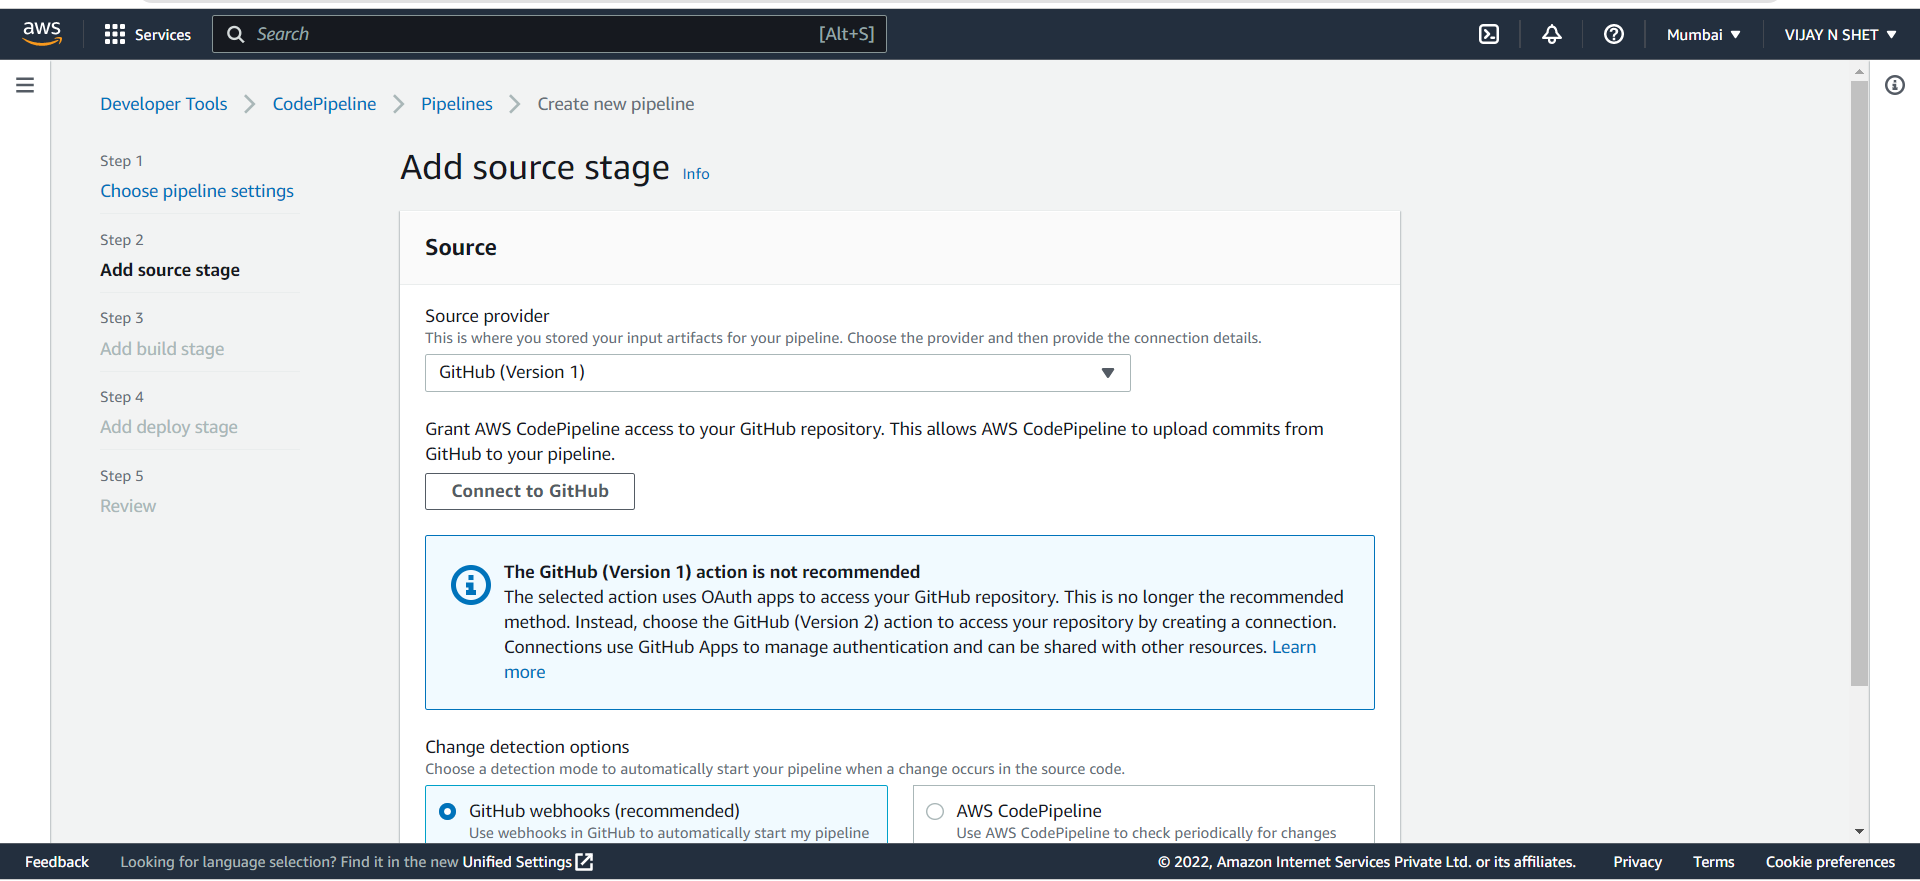 aws
Services
Search
[Alt+S]
Mumbai
VIJAY N SHET
Developer Tools
CodePipeline
Pipelines
Create new pipeline
Step 1
Choose pipeline settings
Step 2
Add source stage
Step 3
Add build stage
Step 4
Add deploy stage
Step 5
Review
Add source stage
Info
Source
Source provider
This is where you stored your input artifacts for your pipeline. Choose the provider and then provide the connection details.
GitHub (Version 1)
Grant AWS CodePipeline access to your GitHub repository. This allows AWS CodePipeline to upload commits from
GitHub to your pipeline.
Connect to GitHub
The GitHub (Version 1) action is not recommended
The selected action uses OAuth apps to access your GitHub repository. This is no longer the recommended
method. Instead, choose the GitHub (Version 2) action to access your repository by creating a connection.
Connections use GitHub Apps to manage authentication and can be shared with other resources. Learn
more
Change detection options
Choose a detection mode to automatically start your pipeline when a change occurs in the source code.
GitHub webhooks (recommended)
Use webhooks in GitHub to automatically start my pipeline
AWS CodePipeline
Use AWS CodePipeline to check periodically for changes
Feedback
Looking for language selection? Find it in the new Unified Settings
© 2022, Amazon Internet Services Private Ltd. or its affiliates.
Privacy
Terms
Cookie preferences